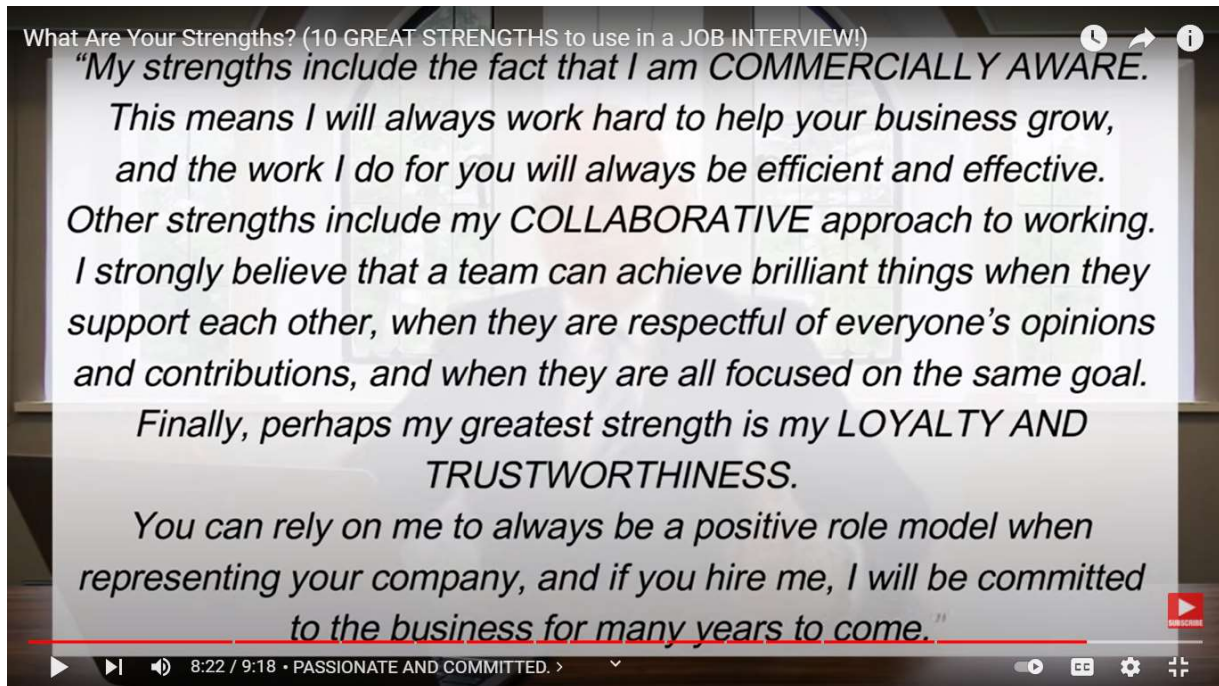 What Are Your Strengths? (10 GREAT STRENGTHS to use in a JOB INTERVIEW!)
“My strengths include the fact that I am COMMERCIALLY AWARE.
This means I will always work hard to help your business grow,
and the work I do for you will always be efficient and effective.
Other strengths include my COLLABORATIVE approach to working.
I strongly believe that a team can achieve brilliant things when they
support each other, when they are respectful of everyone’s opinions
and contributions, and when they are all focused on the same goal.
Finally, perhaps my greatest strength is my LOYALTY AND
TRUSTWORTHINESS.
You can rely on me to always be a positive role model when
representing your company, and if you hire me, I will be committed
to the business for many years to come.”
SUBSCRIBE
8:22 / 9:18 • PASSIONATE AND COMMITTED. >
CC